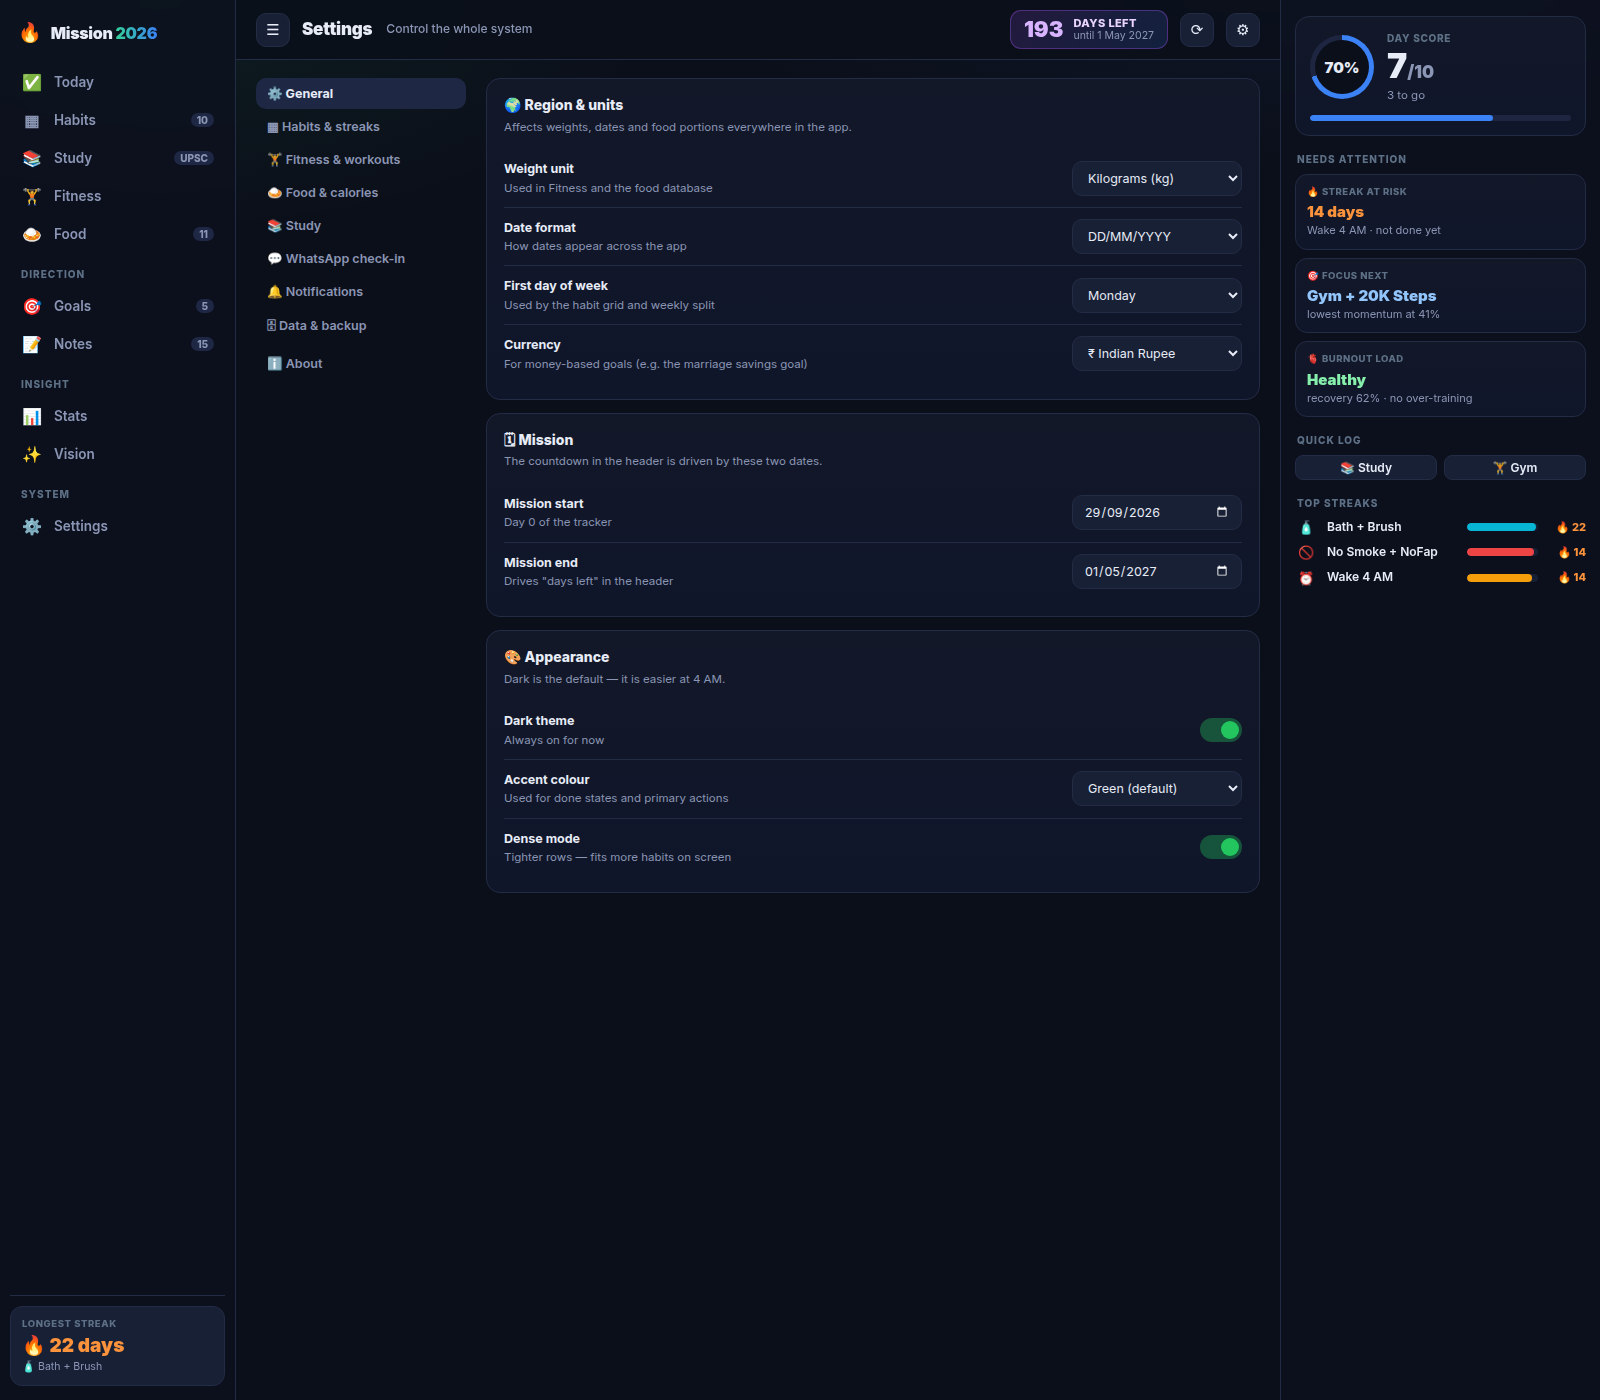 Mission 2026
Today
Habits 10
Study UPSC
Fitness
Food 11
DIRECTION
Goals 5
Notes 15
INSIGHT
Stats
Vision
SYSTEM
Settings
LONGEST STREAK
22 days
Bath + Brush
Settings Control the whole system
193 DAYS LEFT
until 1 May 2027
General
Habits & streaks
Fitness & workouts
Food & calories
Study
WhatsApp check-in
Notifications
Data & backup
About
Region & units
Affects weights, dates and food portions everywhere in the app.
Weight unit
Used in Fitness and the food database
Kilograms (kg)
Date format
How dates appear across the app
DD/MM/YYYY
First day of week
Used by the habit grid and weekly split
Monday
Currency
For money-based goals (e.g. the marriage savings goal)
₹ Indian Rupee
Mission
The countdown in the header is driven by these two dates.
Mission start
Day 0 of the tracker
29/09/2026
Mission end
Drives "days left" in the header
01/05/2027
Appearance
Dark is the default — it is easier at 4 AM.
Dark theme
Always on for now
Accent colour
Used for done states and primary actions
Green (default)
Dense mode
Tighter rows — fits more habits on screen
70%
DAY SCORE
7/10
3 to go
NEEDS ATTENTION
STREAK AT RISK
14 days
Wake 4 AM · not done yet
FOCUS NEXT
Gym + 20K Steps
lowest momentum at 41%
BURNOUT LOAD
Healthy
recovery 62% · no over-training
QUICK LOG
Study
Gym
TOP STREAKS
Bath + Brush 22
No Smoke + NoFap 14
Wake 4 AM 14